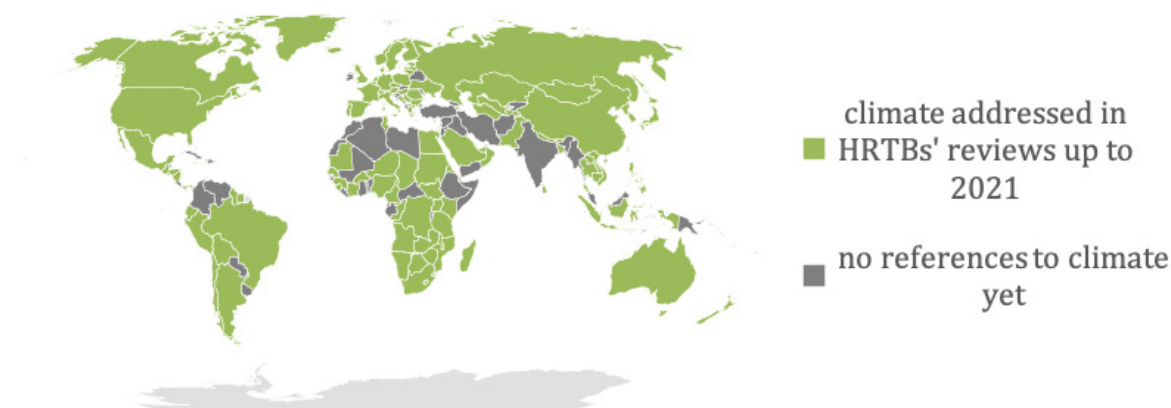 climate addressed in
HRTBs' reviews up to
2021
no references to climate
yet